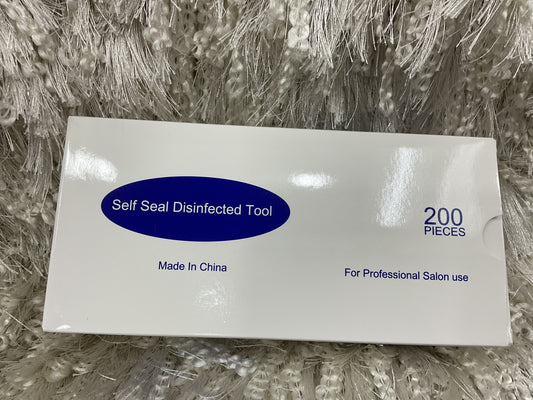 Self Seal Disinfected Tool
200
PIECES
Made In China
For Professional Salon use